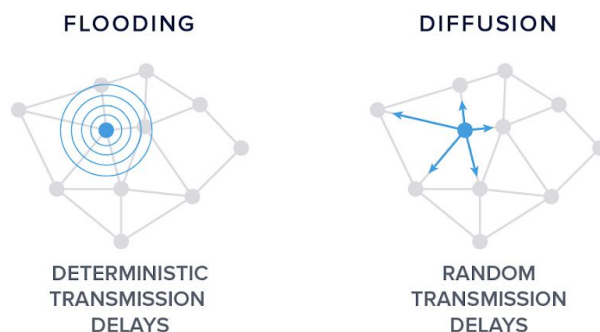 FLOODING
DETERMINISTIC
TRANSMISSION
DELAYS
DIFFUSION
RANDOM
TRANSMISSION
DELAYS